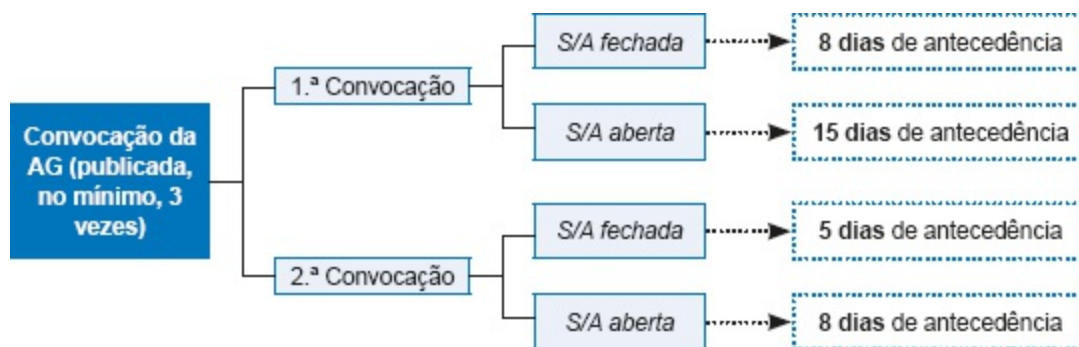 Convocação da
AG (publicada,
no mínimo, 3
vezes)
1.ª Convocação
S/A fechada
8 dias de antecedência
S/A aberta
15 dias de antecedência
2.ª Convocação
S/A fechada
5 dias de antecedência
S/A aberta
8 dias de antecedência